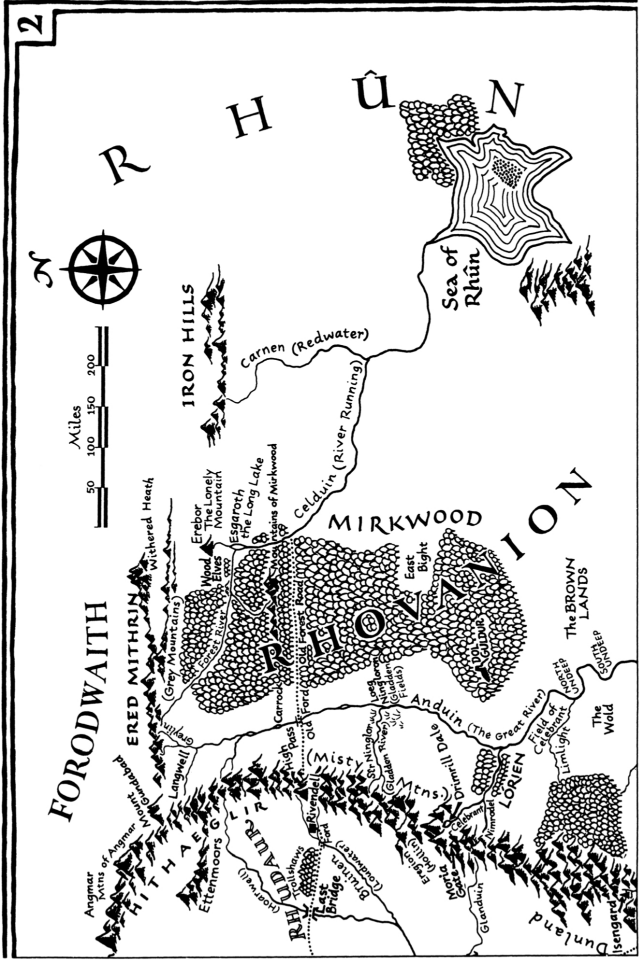 2
RHÛN
N
Miles
50
100
150
200
IRON HILLS
Carnen (Redwater)
Sea of
Rhûn
FORODWAITH
ERED MITHRIN
(Grey Mountains)
Withered Heath
Erebor
The Lonely
Mountain
Esgaroth
the Long Lake
Mountains of Mirkwood
Wood
Elves
Forest River
Celduin (River Running)
MIRKWOOD
RHOVANION
East
Bight
DOL
GULDUR
The BROWN
LANDS
Old Ford
Old Forest Road
Carrock
Greylin
Langwell
Mount
Gundabad
Angmar
Mtns of Angmar
HITHAEGLIR
(Misty Mtns.)
Ettenmoors
(Hoarwell)
RHUDAUR
Trollshaws
Last
Bridge
High
Pass
Rivendell
Ford
Bruinen
(Loudwater)
Sîr Ninglor
(Gladden River)
Loeg
Ningloron
(Gladden
Fields)
Anduin (The Great River)
Dimrill Dale
Eregion
(Hollin)
Moria
Gate
Celebrant
Nimrodel
LÓRIEN
Glanduin
Field of
Celebrant
Limlight
NORTH
UNDEEP
SOUTH
UNDEEP
The
Wold
Dunland
Isengard